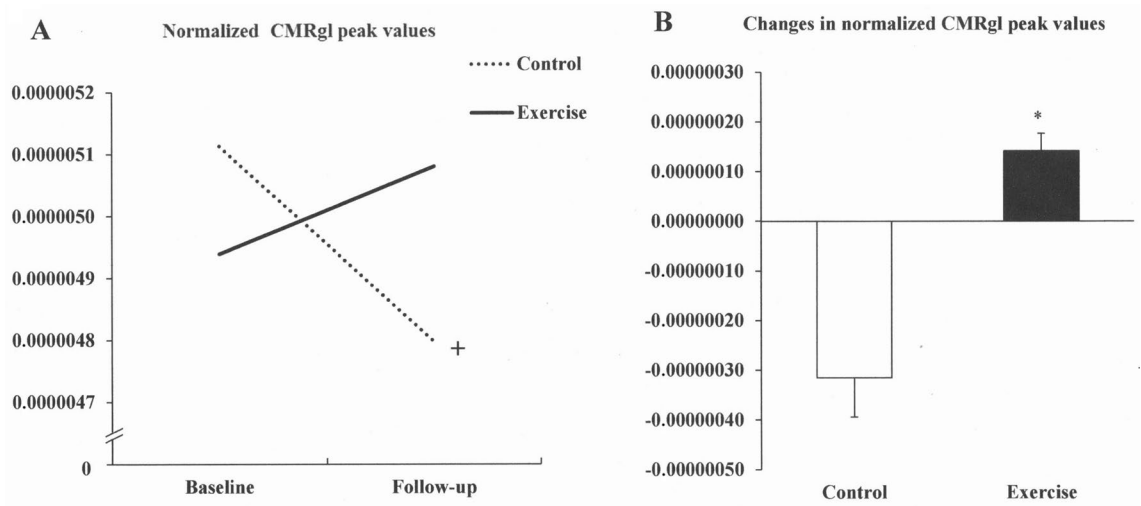 A
Normalized CMRgl peak values
Control
Exercise
0.0000052
0.0000051
0.0000050
0.0000049
0.0000048
0.0000047
0
+
Baseline Follow-up
B
Changes in normalized CMRgl peak values
0.00000030
0.00000020
0.00000010
0.00000000
-0.00000010
-0.00000020
-0.00000030
-0.00000040
-0.00000050
*
Control Exercise